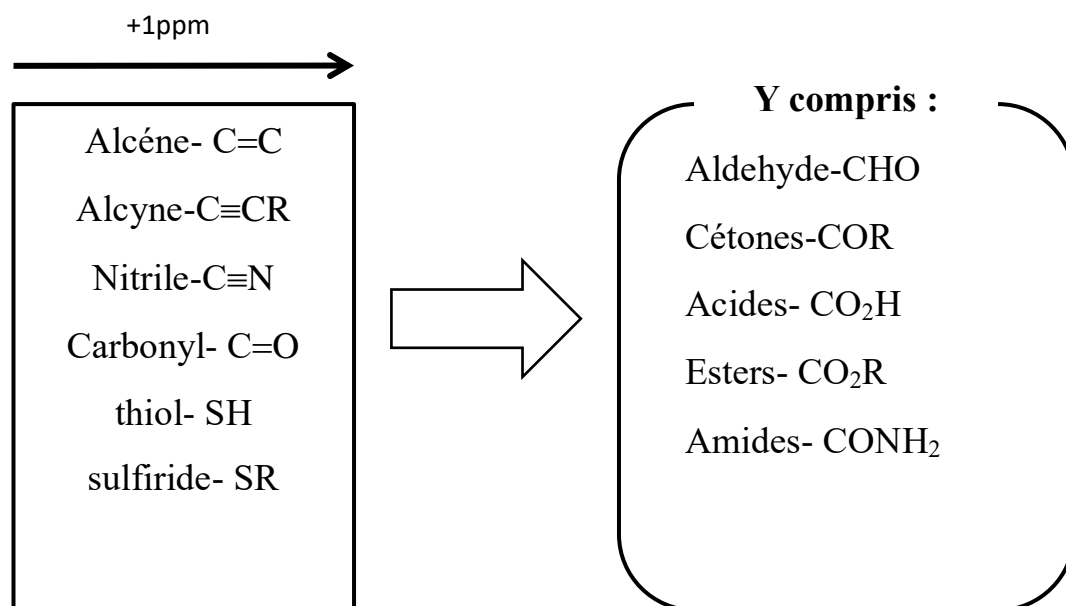 +1ppm
Alcéne- C=C
Alcyne-C≡CR
Nitrile-C≡N
Carbonyl- C=O
thiol- SH
sulfiride- SR
Y compris :
Aldehyde-CHO
Cétones-COR
Acides- CO₂H
Esters- CO₂R
Amides- CONH₂